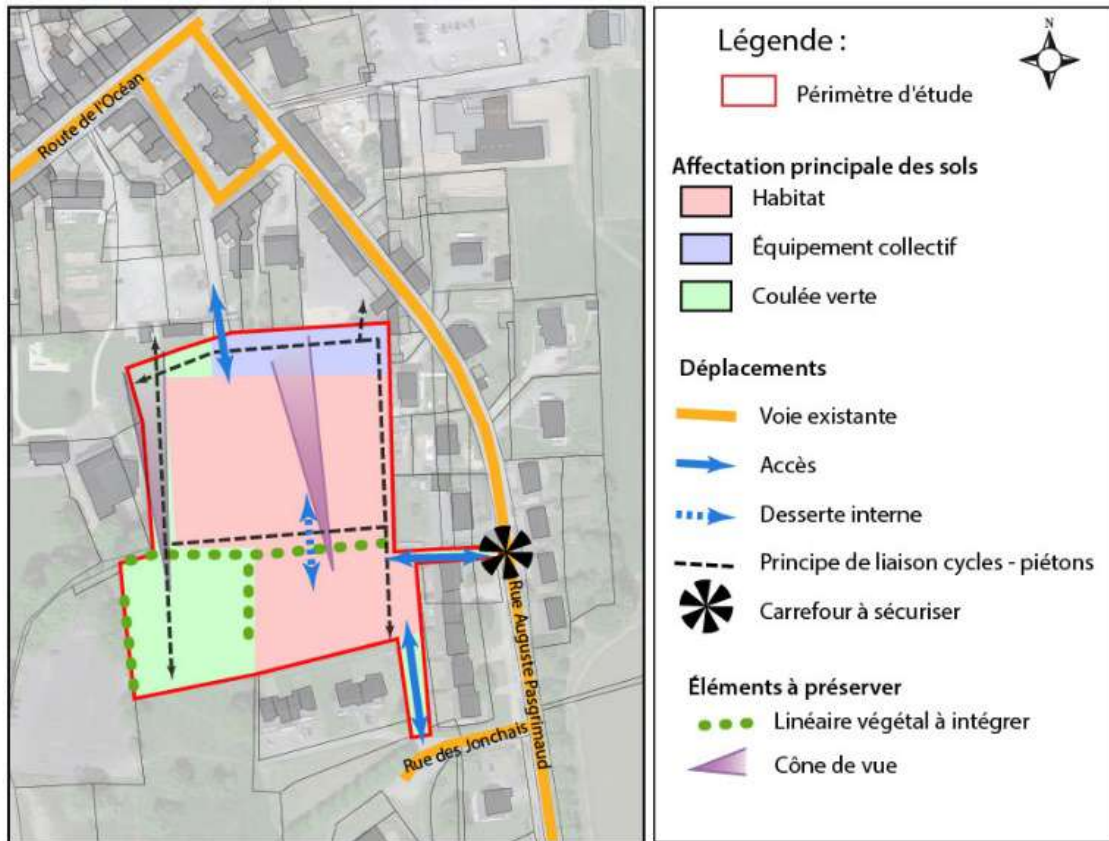 Route de l'Océan
Rue Auguste Pasgrimaud
Rue des Jonchais
Légende :
N
Périmètre d'étude
Affectation principale des sols
Habitat
Équipement collectif
Coulée verte
Déplacements
Voie existante
Accès
Desserte interne
Principe de liaison cycles - piétons
Carrefour à sécuriser
Éléments à préserver
Linéaire végétal à intégrer
Cône de vue